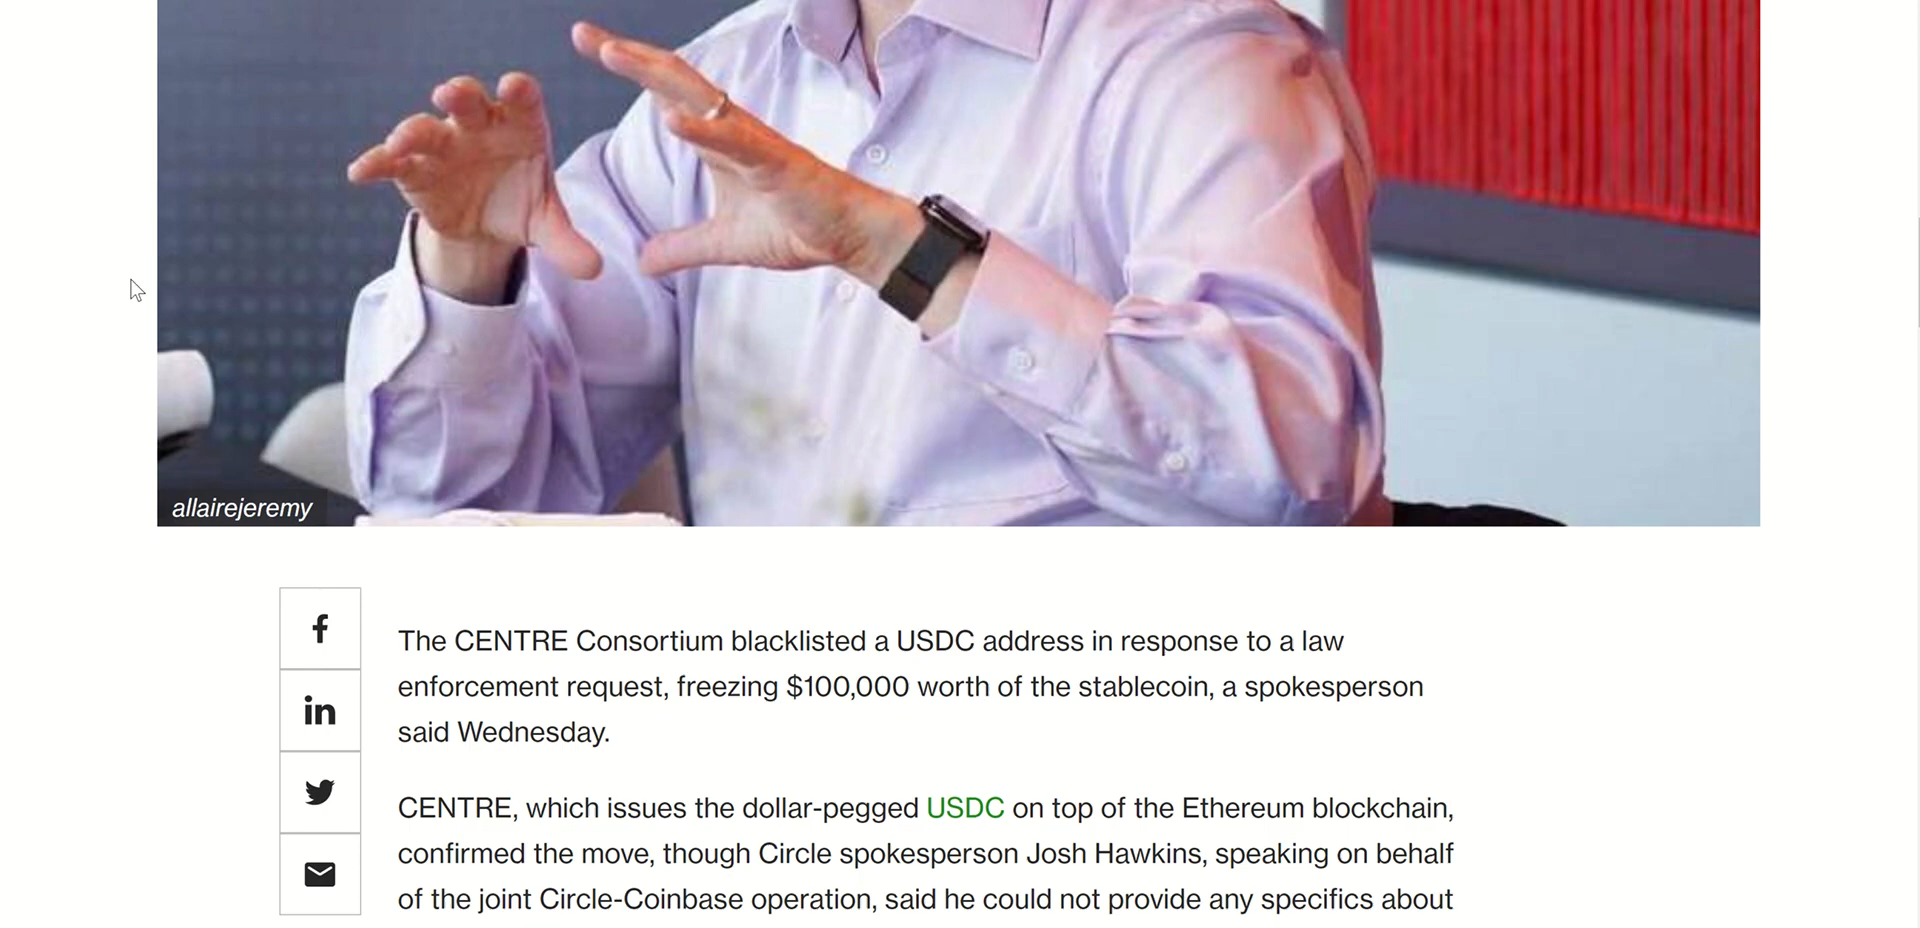 allairejeremy
The CENTRE Consortium blacklisted a USDC address in response to a law
enforcement request, freezing $100,000 worth of the stablecoin, a spokesperson
said Wednesday.
CENTRE, which issues the dollar-pegged USDC on top of the Ethereum blockchain,
confirmed the move, though Circle spokesperson Josh Hawkins, speaking on behalf
of the joint Circle-Coinbase operation, said he could not provide any specifics about